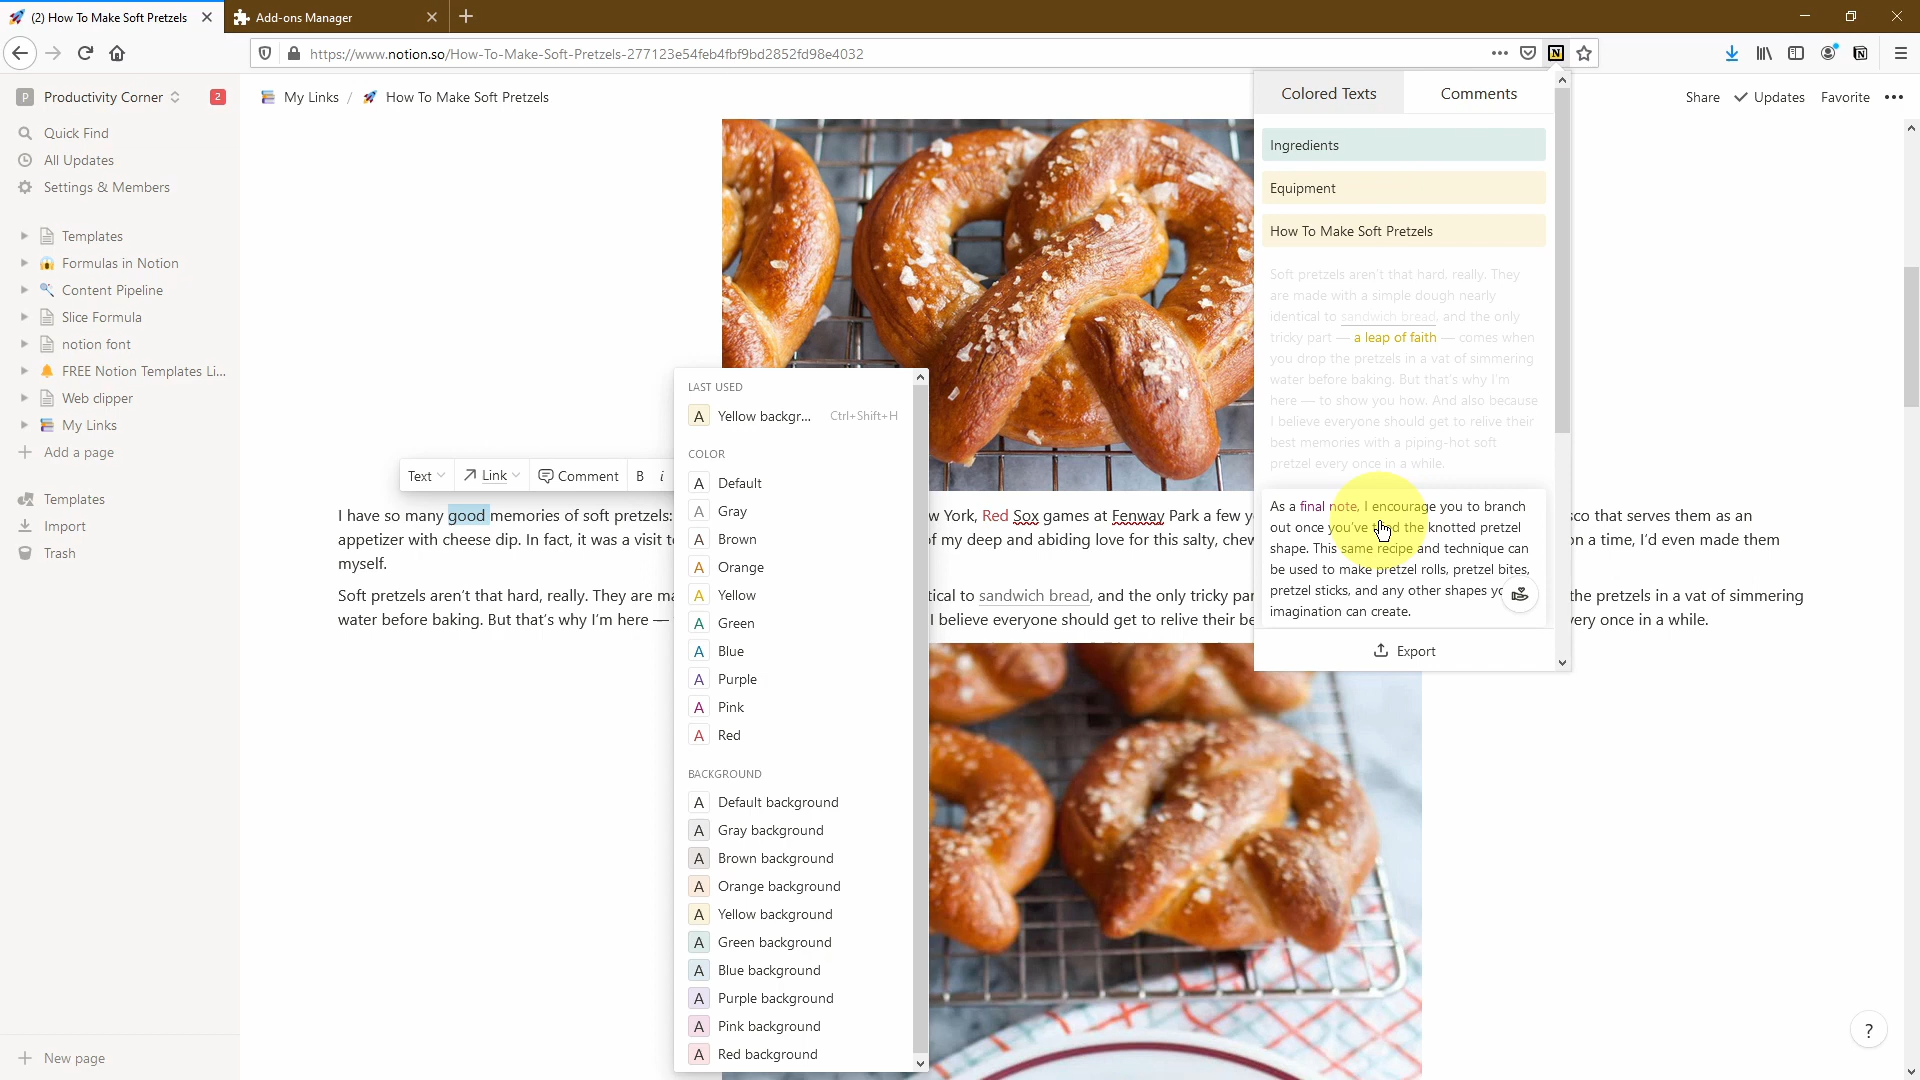 (2) How To Make Soft Pretzels
Add-ons Manager
https://www.notion.so/How-To-Make-Soft-Pretzels-277123e54feb4fbf9bd2852fd98e4032
P Productivity Corner 2
Quick Find
All Updates
Settings & Members
Templates
Formulas in Notion
Content Pipeline
Slice Formula
notion font
FREE Notion Templates Li...
Web clipper
My Links
Add a page
Templates
Import
Trash
New page
My Links / How To Make Soft Pretzels
Share Updates Favorite
Text Link Comment B i
I have so many good memories of soft pretzels: w York, Red Sox games at Fenway Park a few y sco that serves them as an
appetizer with cheese dip. In fact, it was a visit t of my deep and abiding love for this salty, chew n a time, I'd even made them
myself.
Soft pretzels aren't that hard, really. They are ma tical to sandwich bread, and the only tricky par the pretzels in a vat of simmering
water before baking. But that's why I'm here — I believe everyone should get to relive their be very once in a while.
LAST USED
A Yellow backgr... Ctrl+Shift+H
COLOR
A Default
A Gray
A Brown
A Orange
A Yellow
A Green
A Blue
A Purple
A Pink
A Red
BACKGROUND
A Default background
A Gray background
A Brown background
A Orange background
A Yellow background
A Green background
A Blue background
A Purple background
A Pink background
A Red background
Colored Texts Comments
Ingredients
Equipment
How To Make Soft Pretzels
Soft pretzels aren't that hard, really. They
are made with a simple dough nearly
identical to sandwich bread, and the only
tricky part — a leap of faith — comes when
you drop the pretzels in a vat of simmering
water before baking. But that's why I'm
here — to show you how. And also because
I believe everyone should get to relive their
best memories with a piping-hot soft
pretzel every once in a while.
As a final note, I encourage you to branch
out once you've the knotted pretzel
shape. This same recipe and technique can
be used to make pretzel rolls, pretzel bites,
pretzel sticks, and any other shapes
imagination can create.
Export
?